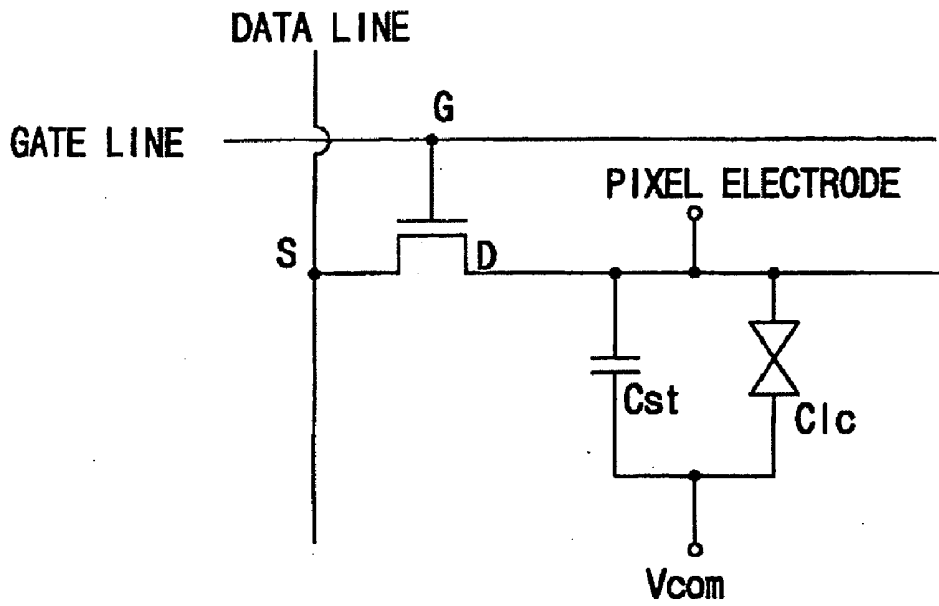 DATA LINE
G
GATE LINE
PIXEL ELECTRODE
S
D
Cst
Clc
Vcom